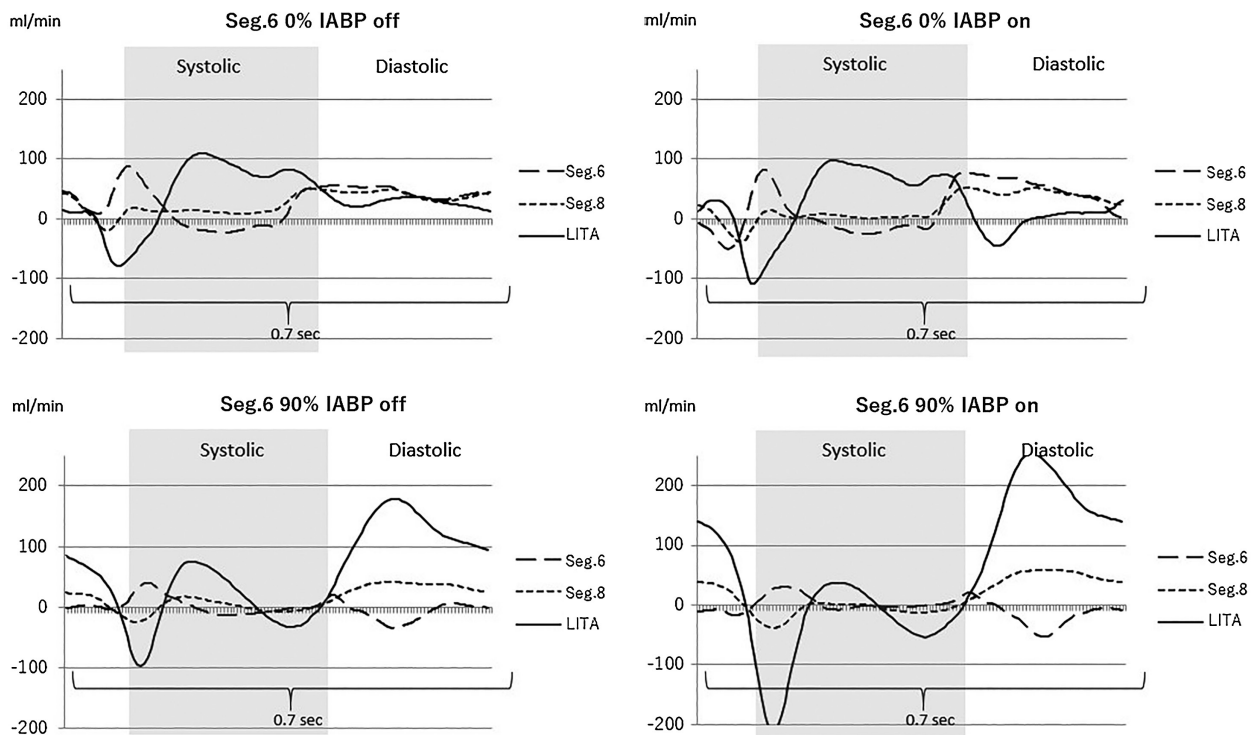 ml/min
Seg.6 0% IABP off
Systolic
Diastolic
200
100
0
-100
-200
0.7 sec
Seg.6
Seg.8
LITA
ml/min
Seg.6 0% IABP on
Systolic
Diastolic
200
100
0
-100
-200
0.7 sec
Seg.6
Seg.8
LITA
ml/min
Seg.6 90% IABP off
Systolic
Diastolic
200
100
0
-100
-200
0.7 sec
Seg.6
Seg.8
LITA
ml/min
Seg.6 90% IABP on
Systolic
Diastolic
200
100
0
-100
-200
0.7 sec
Seg.6
Seg.8
LITA